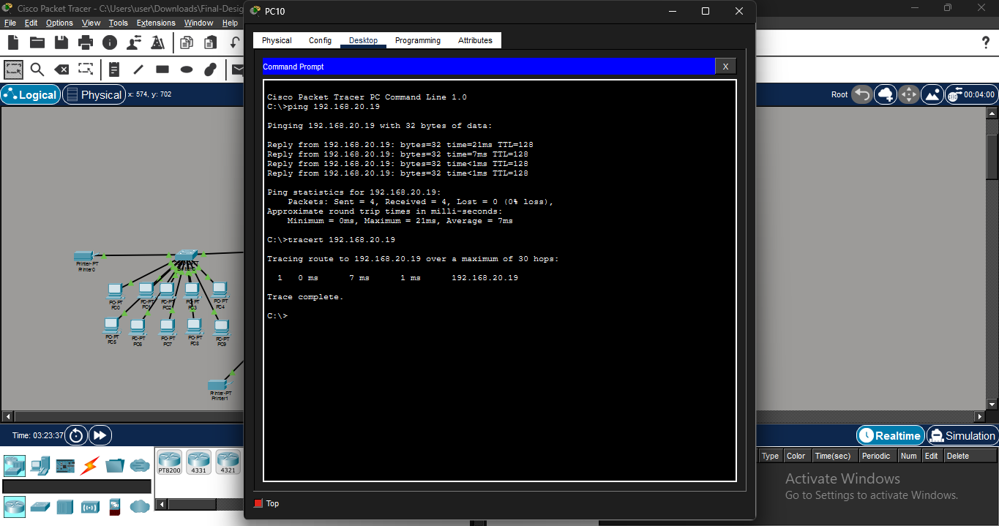 Cisco Packet Tracer - C:\Users\user\Downloads\Final-Desig
PC10
File Edit Options View Tools Extensions Window Help
Physical Config Desktop Programming Attributes
?
Command Prompt
X
Logical Physical x: 574, y: 702
Root 00:04:00
Cisco Packet Tracer PC Command Line 1.0
C:\>ping 192.168.20.19
Pinging 192.168.20.19 with 32 bytes of data:
Reply from 192.168.20.19: bytes=32 time=21ms TTL=128
Reply from 192.168.20.19: bytes=32 time=7ms TTL=128
Reply from 192.168.20.19: bytes=32 time<1ms TTL=128
Reply from 192.168.20.19: bytes=32 time<1ms TTL=128
Ping statistics for 192.168.20.19:
Packets: Sent = 4, Received = 4, Lost = 0 (0% loss),
Approximate round trip times in milli-seconds:
Minimum = 0ms, Maximum = 21ms, Average = 7ms
C:\>tracert 192.168.20.19
Tracing route to 192.168.20.19 over a maximum of 30 hops:
1 0 ms 7 ms 1 ms 192.168.20.19
Trace complete.
C:\>
Printer-PT
Printer0
PC-PT PC-PT PC-PT PC-PT PC-PT
PC0 PC1 PC2 PC3 PC4
PC-PT PC-PT PC-PT PC-PT PC-PT
PC5 PC6 PC7 PC8 PC9
Printer-PT
Printer1
Time: 03:23:37
Realtime Simulation
PT8200 4331 4321
Type Color Time(sec) Periodic Num Edit Delete
Activate Windows
Go to Settings to activate Windows.
Top